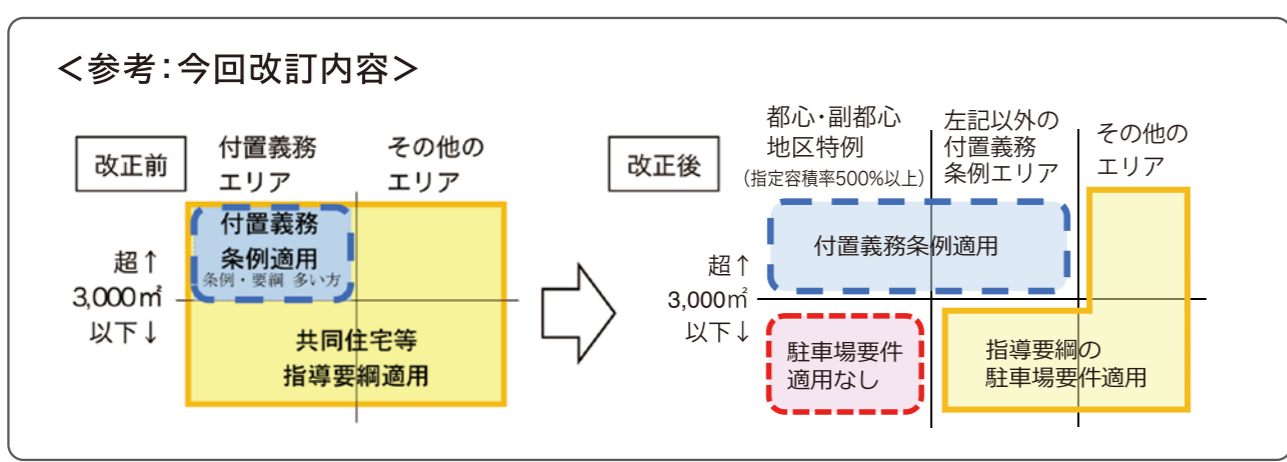 ＜参考：今回改訂内容＞
改正前
付置義務
エリア
その他の
エリア
付置義務
条例適用
条例・要綱 多い方
超↑
3,000㎡
以下↓
共同住宅等
指導要綱適用
改正後
都心・副都心
地区特例
（指定容積率500%以上）
左記以外の
付置義務
条例エリア
その他の
エリア
付置義務条例適用
超↑
3,000㎡
以下↓
駐車場要件
適用なし
指導要綱の
駐車場要件適用